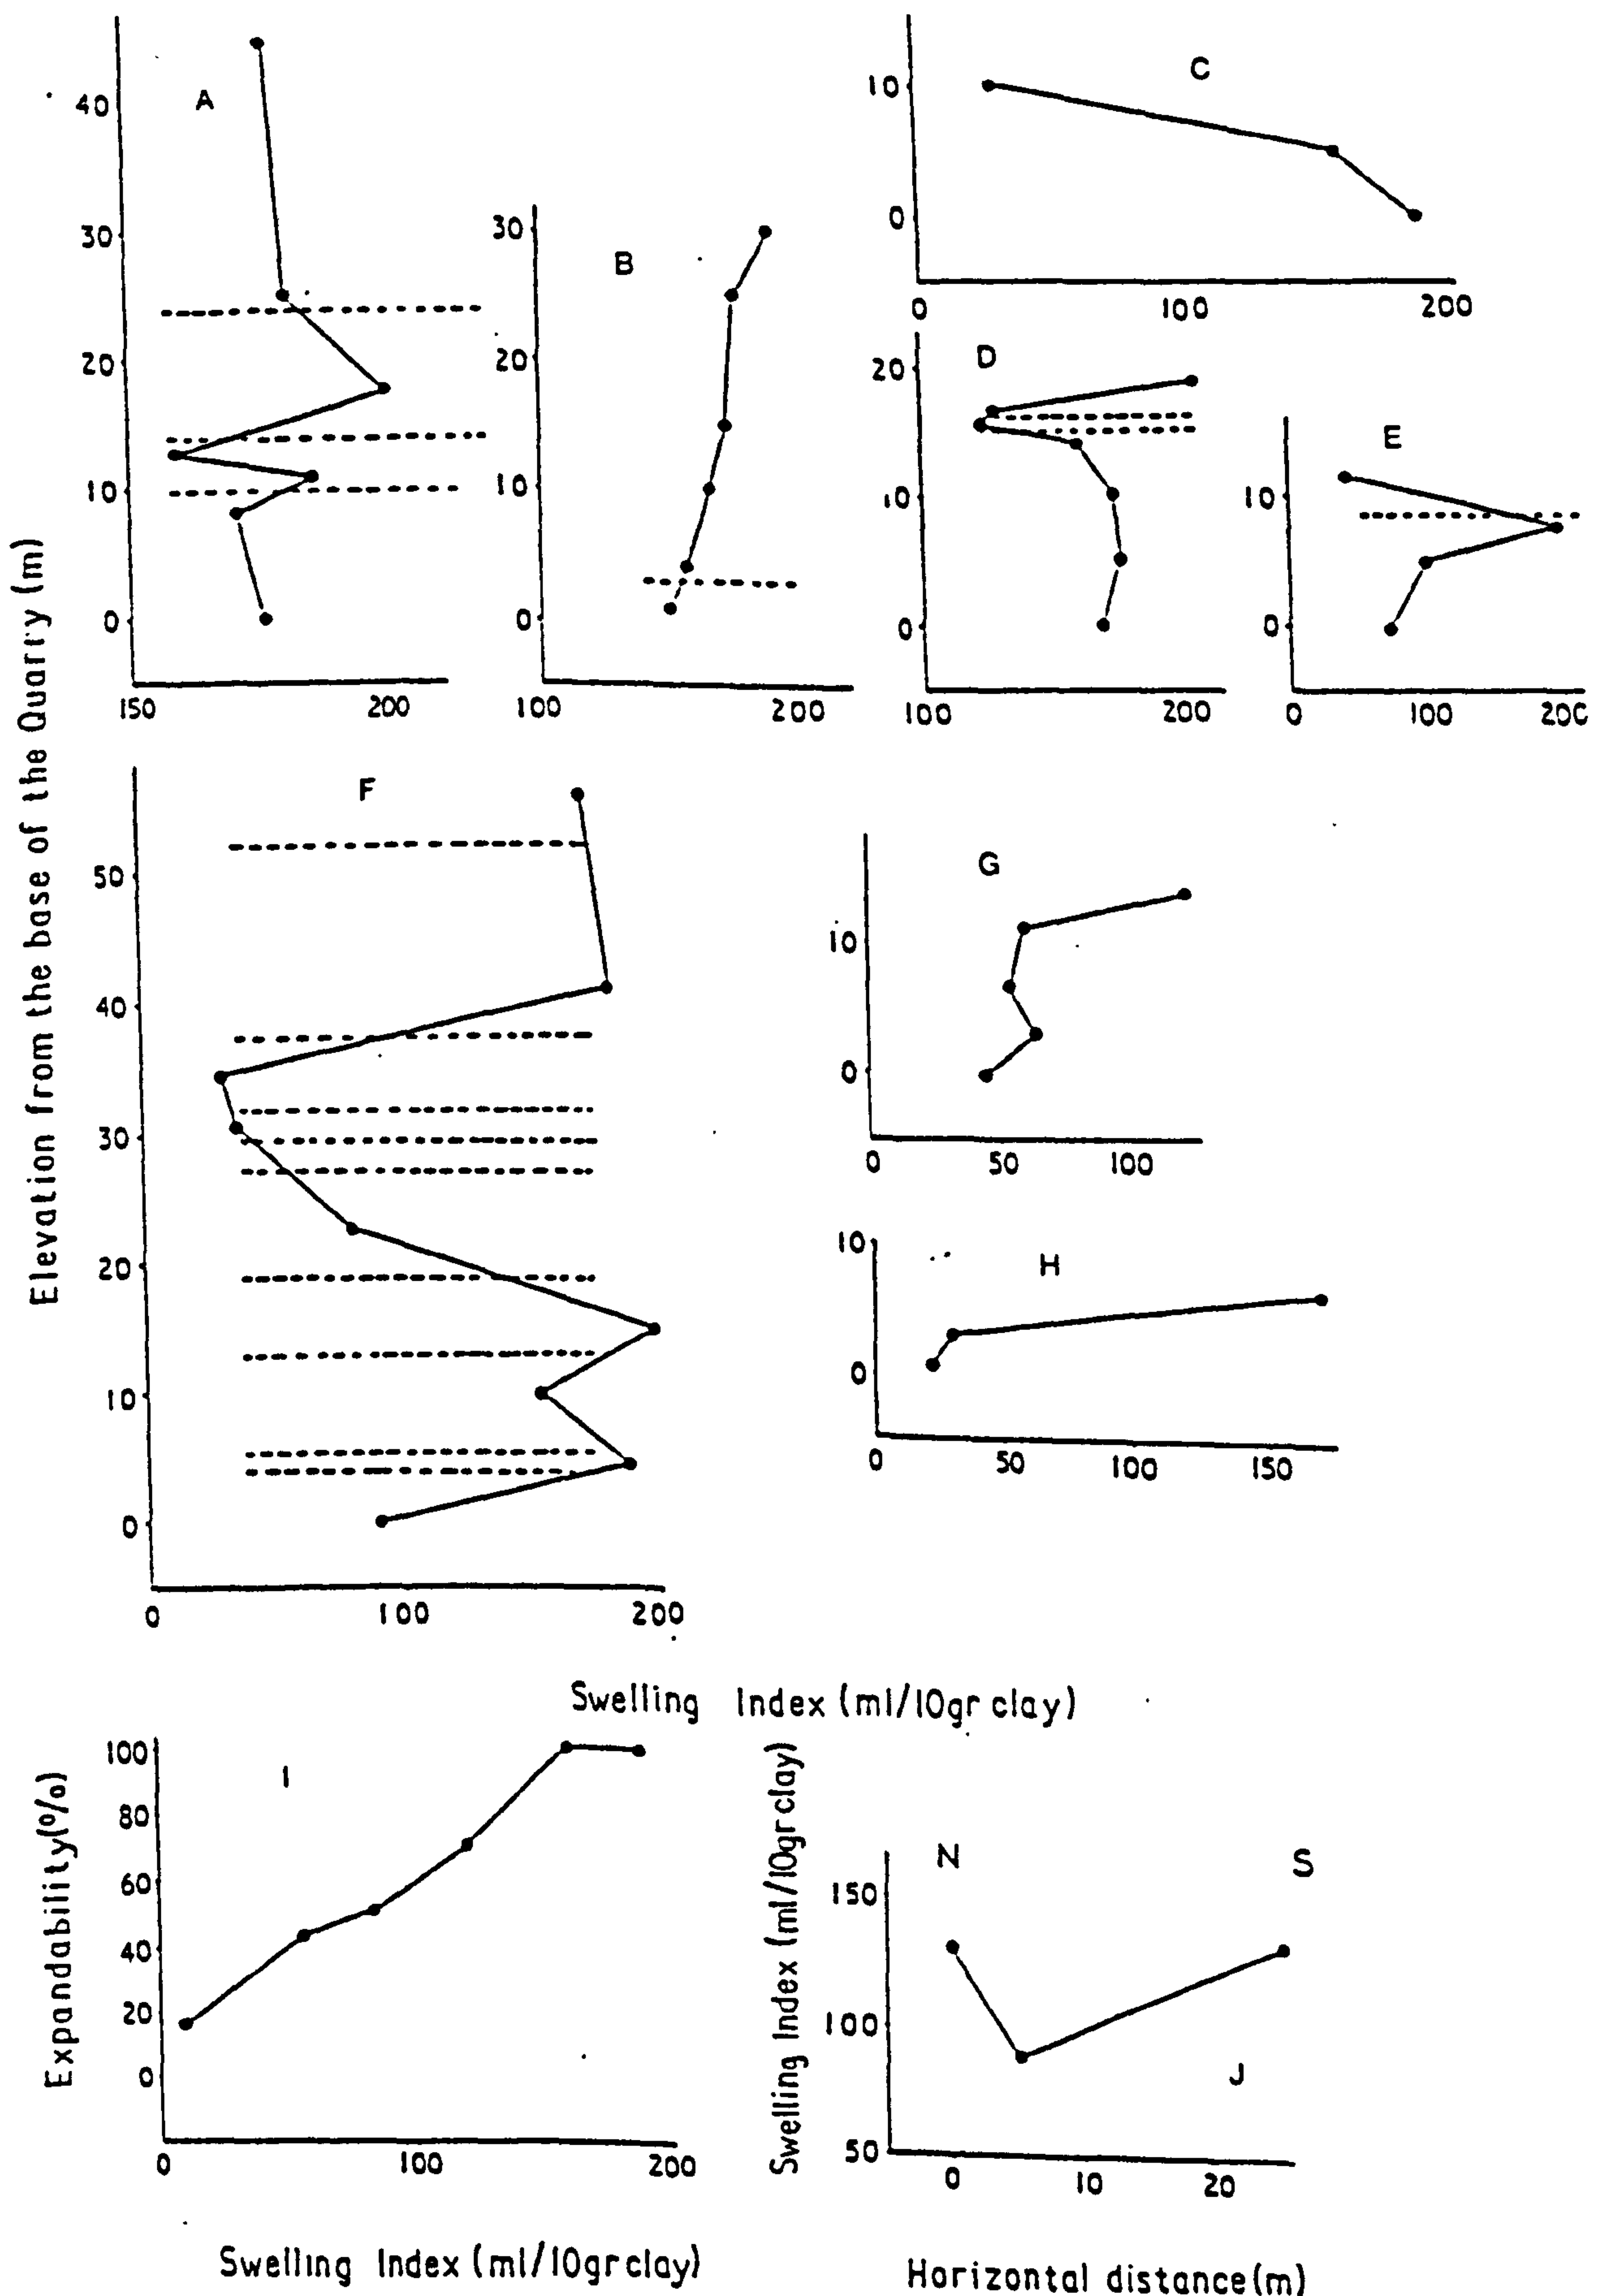 A
40
30
20
10
0
150 200
B
30
20
10
0
100 200
C
10
0
0 100 200
D
20
10
0
100 200
E
10
0
0 100 200
Elevation from the base of the Quarry (m)
F
50
40
30
20
10
0
0 100 200
G
10
0
0 50 100
H
10
0
0 50 100 150
Swelling Index (ml/10gr clay)
I
Expandability(%)
100
80
60
40
20
0
0 100 200
Swelling Index (ml/10gr clay)
N S
J
Swelling Index (ml/10gr clay)
150
100
50
0 10 20
Horizontal distance(m)